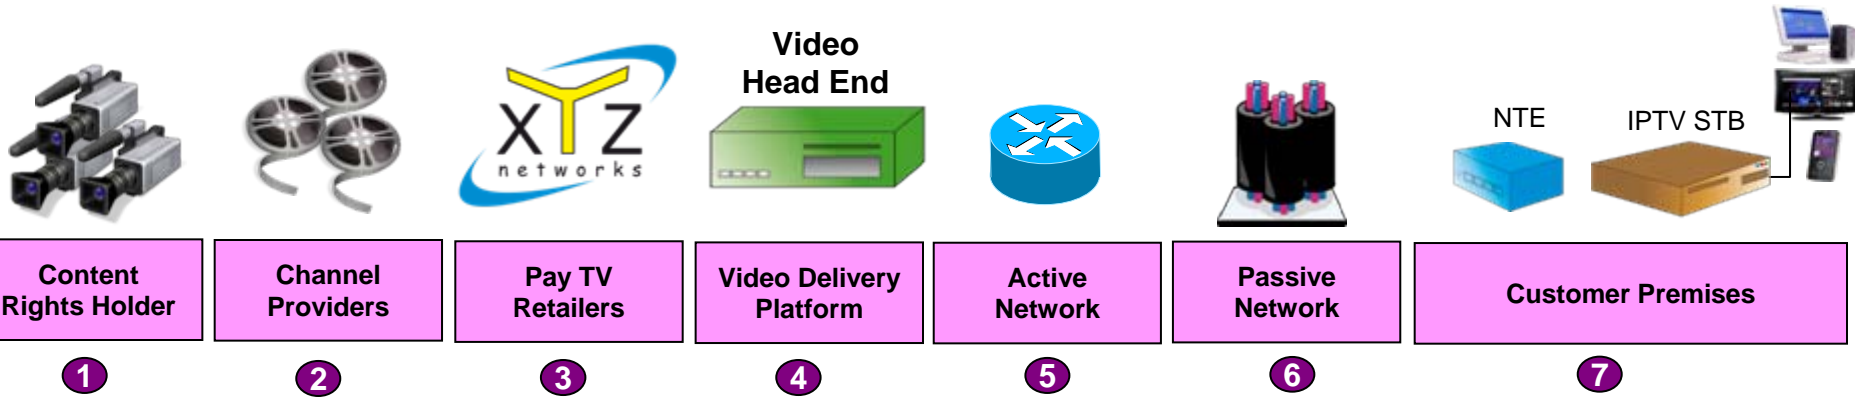 XYZ
networks
Video
Head End
NTE
IPTV STB
Content
Rights Holder
Channel
Providers
Pay TV
Retailers
Video Delivery
Platform
Active
Network
Passive
Network
Customer Premises
1
2
3
4
5
6
7